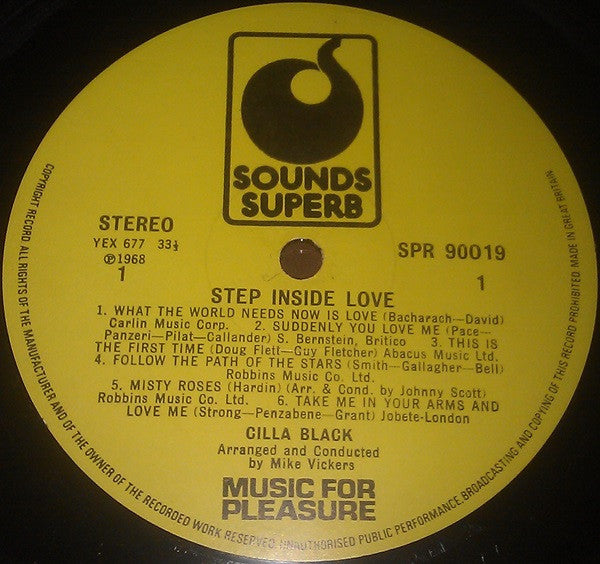 SOUNDS
SUPERB
STEREO
YEX 677 33⅓
℗1968
1
SPR 90019
1
STEP INSIDE LOVE
1. WHAT THE WORLD NEEDS NOW IS LOVE (Bacharach—David)
Carlin Music Corp. 2. SUDDENLY YOU LOVE ME (Pace—
Panzeri—Pilat—Callander) S. Bernstein, Britico 3. THIS IS
THE FIRST TIME (Doug Flett—Guy Fletcher) Abacus Music Ltd.
4. FOLLOW THE PATH OF THE STARS (Smith—Gallagher—Bell)
Robbins Music Co. Ltd.
5. MISTY ROSES (Hardin) (Arr. & Cond. by Johnny Scott)
Robbins Music Co. Ltd. 6. TAKE ME IN YOUR ARMS AND
LOVE ME (Strong—Penzabene—Grant) Jobete-London
CILLA BLACK
Arranged and Conducted
by Mike Vickers
MUSIC FOR
PLEASURE
COPYRIGHT RECORD. ALL RIGHTS OF THE MANUFACTURER AND OF THE OWNER OF THE RECORDED WORK RESERVED. UNAUTHORISED PUBLIC PERFORMANCE, BROADCASTING AND COPYING OF THIS RECORD PROHIBITED. MADE IN GREAT BRITAIN